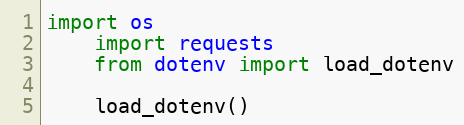 1 import os
2     import requests
3     from dotenv import load_dotenv
4
5     load_dotenv()